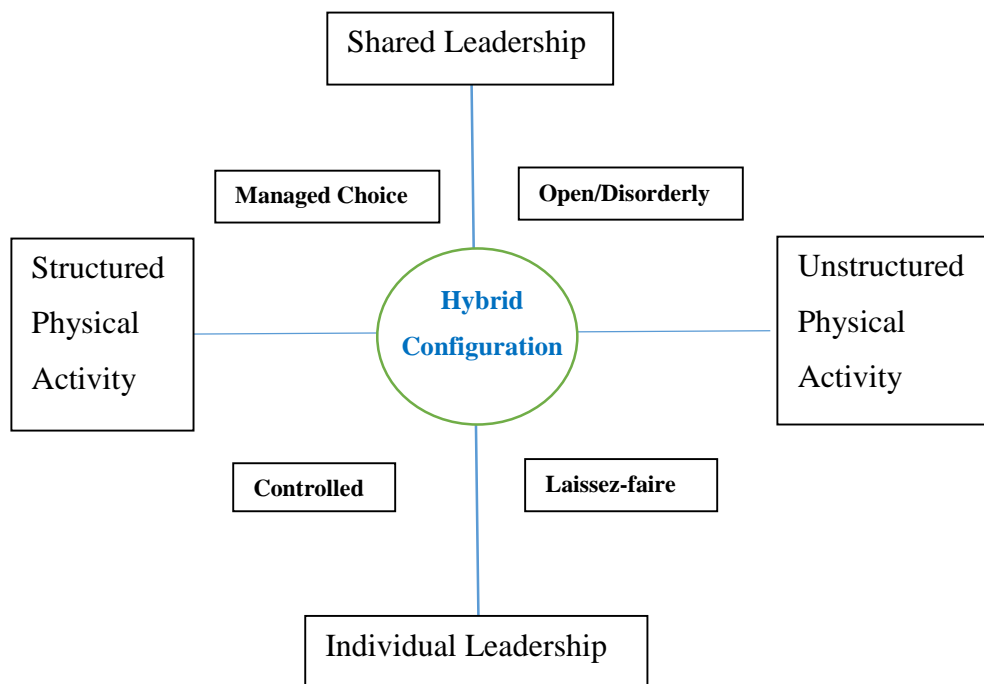 Shared Leadership
Managed Choice
Open/Disorderly
Structured
Physical
Activity
Hybrid
Configuration
Unstructured
Physical
Activity
Controlled
Laissez-faire
Individual Leadership